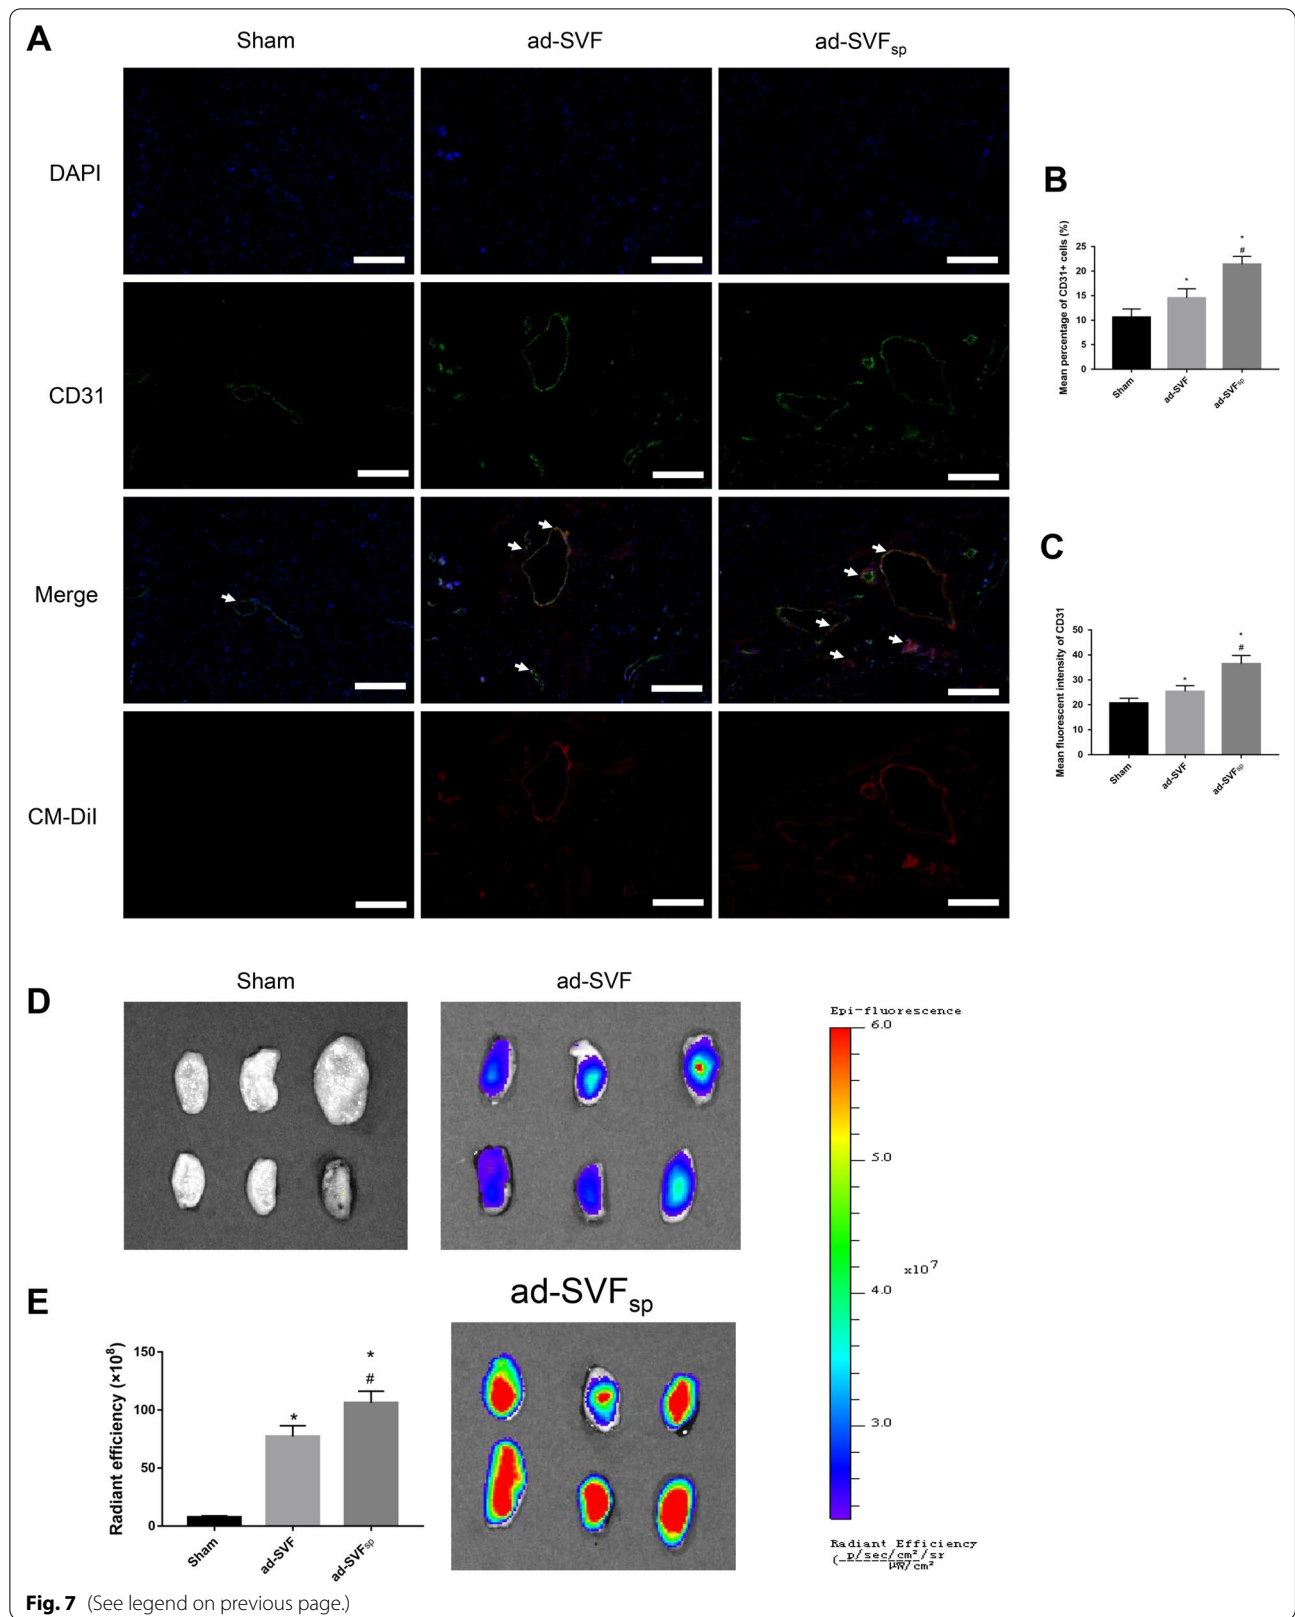 A
Sham
ad-SVF
ad-SVFsp
DAPI
CD31
Merge
CM-DiI
B
Mean percentage of CD31+ cells (%)
25
20
15
10
5
0
*
*
#
Sham
ad-SVF
ad-SVFsp
C
Mean fluorescent intensity of CD31
50
40
30
20
10
0
*
*
#
Sham
ad-SVF
ad-SVFsp
D
Sham
ad-SVF
ad-SVFsp
Epi-fluorescence
6.0
5.0
4.0
x10⁷
3.0
Radiant Efficiency
(p/sec/cm²/sr
µW/cm²
E
Radiant efficiency (×10⁸)
150
100
50
0
*
*
#
Sham
ad-SVF
ad-SVFsp
Fig. 7 (See legend on previous page.)